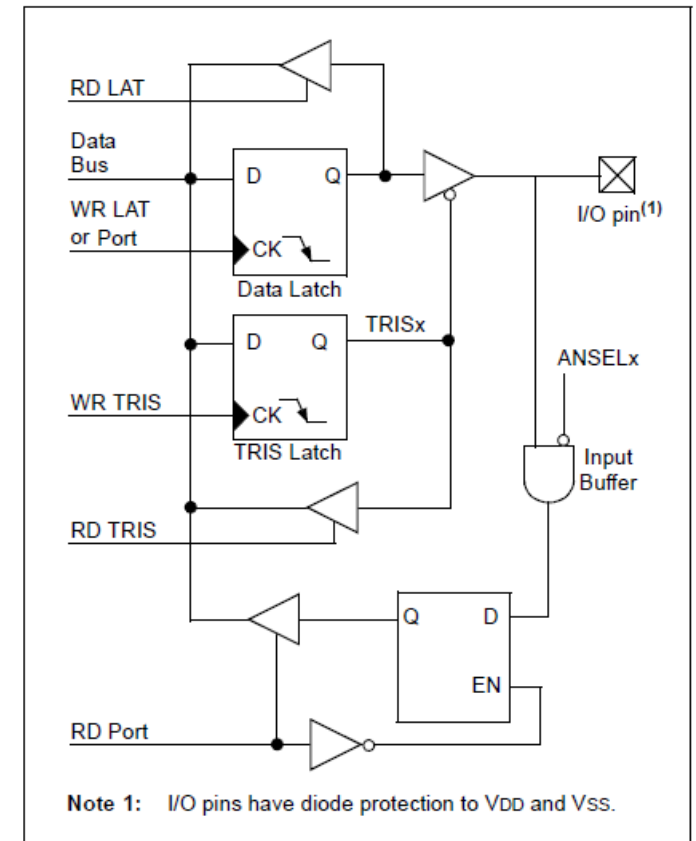 RD LAT
Data
Bus
D
Q
I/O pin(1)
WR LAT
or Port
CK
Data Latch
TRISx
D
Q
ANSELx
WR TRIS
CK
TRIS Latch
Input
Buffer
RD TRIS
Q
D
EN
RD Port
Note 1: I/O pins have diode protection to VDD and VSS.